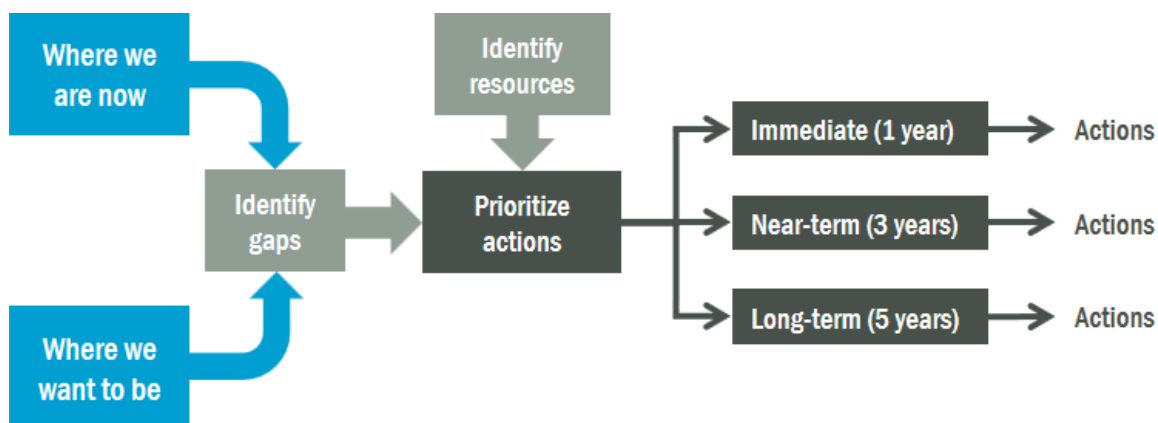 Where we
are now
Identify
resources
Immediate (1 year)
Actions
Identify
gaps
Prioritize
actions
Near-term (3 years)
Actions
Where we
want to be
Long-term (5 years)
Actions